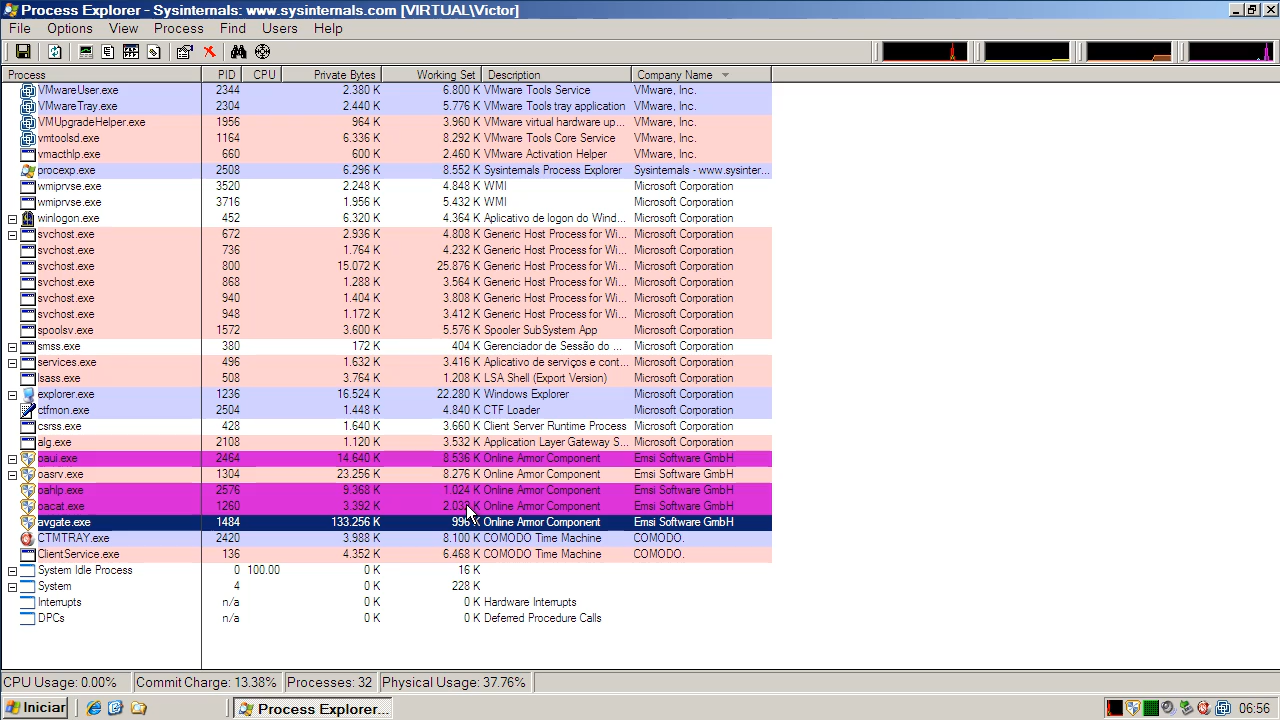 Process Explorer - Sysinternals: www.sysinternals.com [VIRTUAL\Victor]
File Options View Process Find Users Help
Process PID CPU Private Bytes Working Set Description Company Name
VMwareUser.exe 2344 2.380 K 6.800 K VMware Tools Service VMware, Inc.
VMwareTray.exe 2304 2.440 K 5.776 K VMware Tools tray application VMware, Inc.
VMUpgradeHelper.exe 1956 964 K 3.960 K VMware virtual hardware up... VMware, Inc.
vmtoolsd.exe 1164 6.336 K 8.292 K VMware Tools Core Service VMware, Inc.
vmacthlp.exe 660 600 K 2.460 K VMware Activation Helper VMware, Inc.
procexp.exe 2508 6.296 K 8.552 K Sysinternals Process Explorer Sysinternals - www.sysinter...
wmiprvse.exe 3520 2.248 K 4.848 K WMI Microsoft Corporation
wmiprvse.exe 3716 1.956 K 5.432 K WMI Microsoft Corporation
winlogon.exe 452 6.320 K 4.364 K Aplicativo de logon do Wind... Microsoft Corporation
svchost.exe 672 2.936 K 4.803 K Generic Host Process for Wi... Microsoft Corporation
svchost.exe 736 1.764 K 4.232 K Generic Host Process for Wi... Microsoft Corporation
svchost.exe 800 15.072 K 25.876 K Generic Host Process for Wi... Microsoft Corporation
svchost.exe 868 1.288 K 3.564 K Generic Host Process for Wi... Microsoft Corporation
svchost.exe 940 1.404 K 3.808 K Generic Host Process for Wi... Microsoft Corporation
svchost.exe 948 1.172 K 3.412 K Generic Host Process for Wi... Microsoft Corporation
spoolsv.exe 1572 3.600 K 5.576 K Spooler SubSystem App Microsoft Corporation
smss.exe 380 172 K 404 K Gerenciador de Sessão do ... Microsoft Corporation
services.exe 496 1.632 K 3.416 K Aplicativo de serviços e cont... Microsoft Corporation
lsass.exe 508 3.764 K 1.208 K LSA Shell (Export Version) Microsoft Corporation
explorer.exe 1236 16.524 K 22.280 K Windows Explorer Microsoft Corporation
ctfmon.exe 2504 1.448 K 4.840 K CTF Loader Microsoft Corporation
csrss.exe 428 1.640 K 3.660 K Client Server Runtime Process Microsoft Corporation
alg.exe 2108 1.120 K 3.532 K Application Layer Gateway S... Microsoft Corporation
oaui.exe 2464 14.640 K 8.536 K Online Armor Component Emsi Software GmbH
oasrv.exe 1304 23.256 K 8.276 K Online Armor Component Emsi Software GmbH
oahlp.exe 2576 9.368 K 1.024 K Online Armor Component Emsi Software GmbH
oacat.exe 1260 3.392 K 2.032 K Online Armor Component Emsi Software GmbH
avgate.exe 1484 133.256 K 996 K Online Armor Component Emsi Software GmbH
CTMTRAY.exe 2420 3.988 K 8.100 K COMODO Time Machine COMODO.
ClientService.exe 136 4.352 K 6.468 K COMODO Time Machine COMODO.
System Idle Process 0 100.00 0 K 16 K
System 4 0 K 228 K
Interrupts n/a 0 K 0 K Hardware Interrupts
DPCs n/a 0 K 0 K Deferred Procedure Calls
CPU Usage: 0.00% Commit Charge: 13.38% Processes: 32 Physical Usage: 37.76%
Iniciar Process Explorer... 06:56